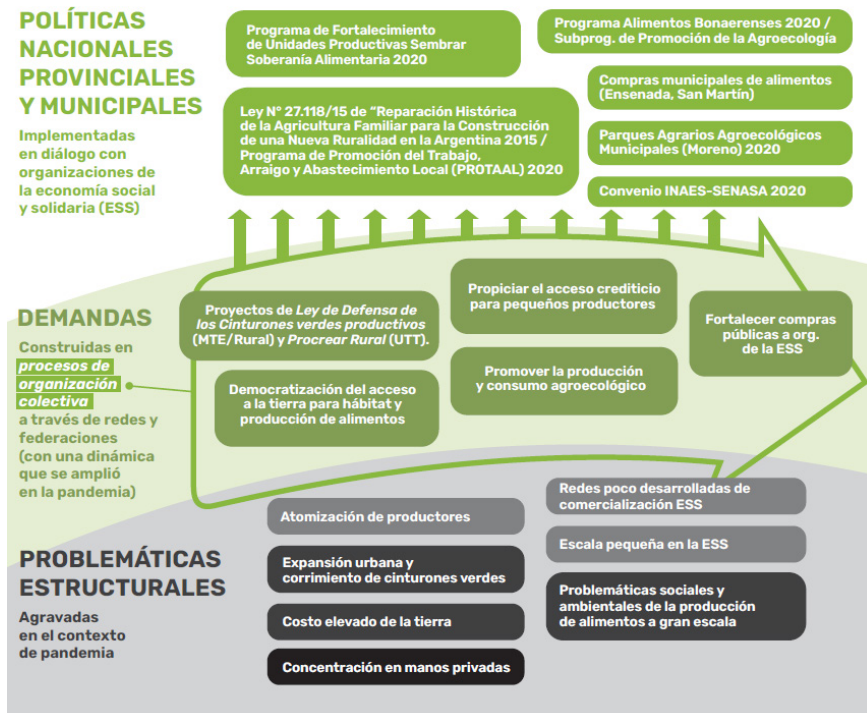 POLÍTICAS
NACIONALES
PROVINCIALES
Y MUNICIPALES
Implementadas
en diálogo con
organizaciones de
la economía social
y solidaria (ESS)
Programa de Fortalecimiento
de Unidades Productivas Sembrar
Soberanía Alimentaria 2020
Ley N° 27.118/15 de “Reparación Histórica
de la Agricultura Familiar para la Construcción
de una Nueva Ruralidad en la Argentina 2015 /
Programa de Promoción del Trabajo,
Arraigo y Abastecimiento Local (PROTAAL) 2020
Programa Alimentos Bonaerenses 2020 /
Subprog. de Promoción de la Agroecología
Compras municipales de alimentos
(Ensenada, San Martín)
Parques Agrarios Agroecológicos
Municipales (Moreno) 2020
Convenio INAES-SENASA 2020
DEMANDAS
Construidas en
procesos de
organización
colectiva
a través de redes y
federaciones
(con una dinámica
que se amplió
en la pandemia)
Proyectos de Ley de Defensa de
los Cinturones verdes productivos
(MTE/Rural) y Procrear Rural (UTT).
Democratización del acceso
a la tierra para hábitat y
producción de alimentos
Propiciar el acceso crediticio
para pequeños productores
Promover la producción
y consumo agroecológico
Fortalecer compras
públicas a org.
de la ESS
PROBLEMÁTICAS
ESTRUCTURALES
Agravadas
en el contexto
de pandemia
Atomización de productores
Expansión urbana y
corrimiento de cinturones verdes
Costo elevado de la tierra
Concentración en manos privadas
Redes poco desarrolladas de
comercialización ESS
Escala pequeña en la ESS
Problemáticas sociales y
ambientales de la producción
de alimentos a gran escala